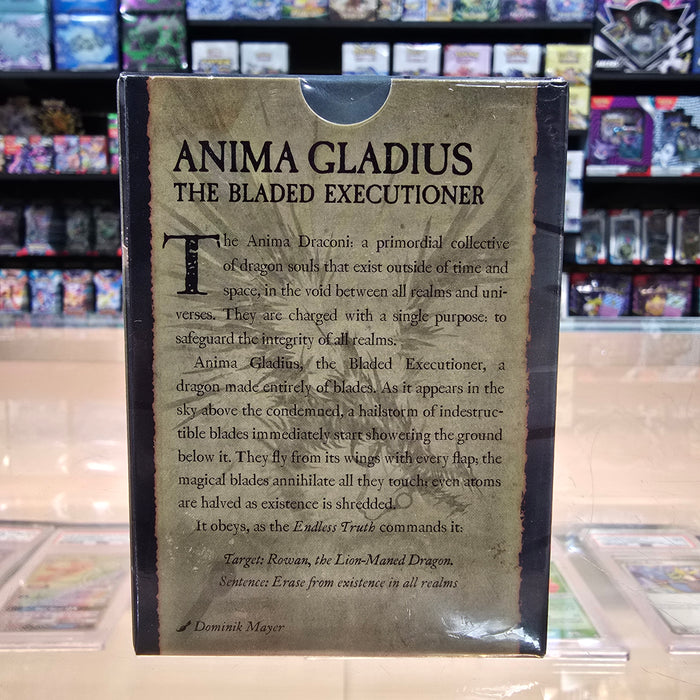 ANIMA GLADIUS
THE BLADED EXECUTIONER
The Anima Draconi: a primordial collective
of dragon souls that exist outside of time and
space, in the void between all realms and uni-
verses. They are charged with a single purpose: to
safeguard the integrity of all realms.
Anima Gladius, the Bladed Executioner, a
dragon made entirely of blades. As it appears in the
sky above the condemned, a hailstorm of indestruc-
tible blades immediately start showering the ground
below it. They fly from its wings with every flap; the
magical blades annihilate all they touch: even atoms
are halved as existence is shredded.
It obeys, as the Endless Truth commands it:
Target: Rowan, the Lion-Maned Dragon.
Sentence: Erase from existence in all realms
Dominik Mayer